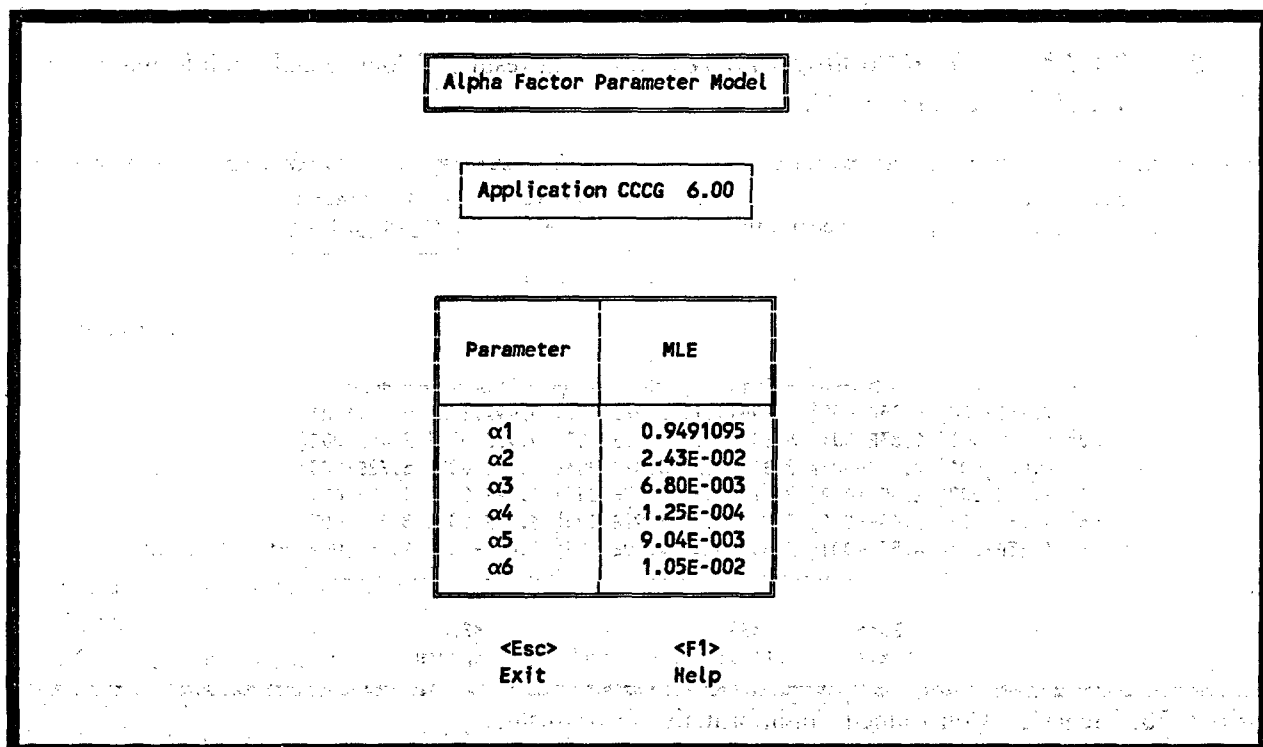 Alpha Factor Parameter Model
Application CCCG 6.00
Parameter MLE
α1 0.9491095
α2 2.43E-002
α3 6.80E-003
α4 1.25E-004
α5 9.04E-003
α6 1.05E-002
<Esc> <F1>
Exit Help